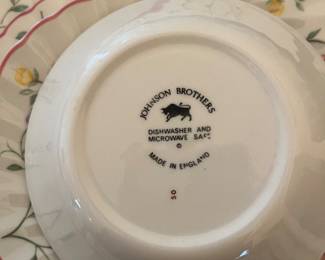 JOHNSON BROTHERS
DISHWASHER AND
MICROWAVE SAFE
©
MADE IN ENGLAND